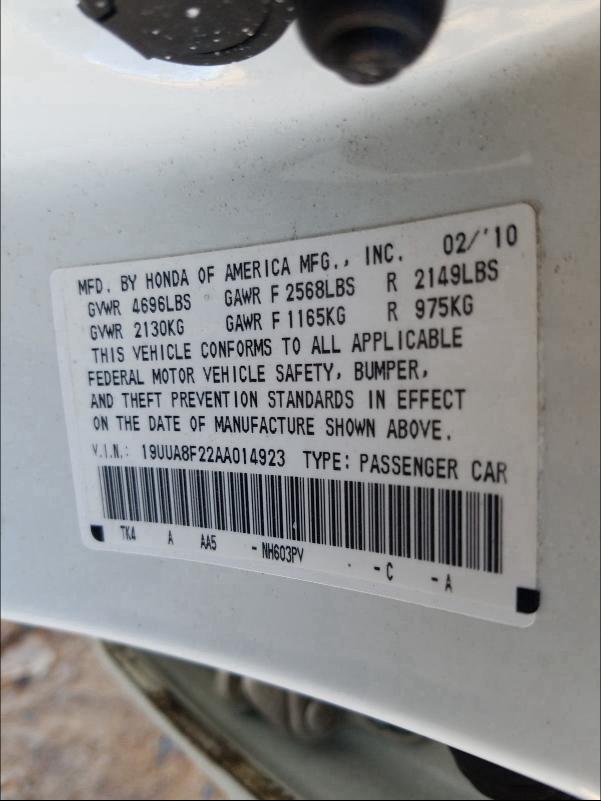 MFD. BY HONDA OF AMERICA MFG., INC. 02/'10
GVWR 4696LBS GAWR F 2568LBS R 2149LBS
GVWR 2130KG GAWR F 1165KG R 975KG
THIS VEHICLE CONFORMS TO ALL APPLICABLE
FEDERAL MOTOR VEHICLE SAFETY, BUMPER,
AND THEFT PREVENTION STANDARDS IN EFFECT
ON THE DATE OF MANUFACTURE SHOWN ABOVE.
V.I.N.: 19UUA8F22AA014923 TYPE: PASSENGER CAR
TK4 A AA5 -NH603PV . -C -A